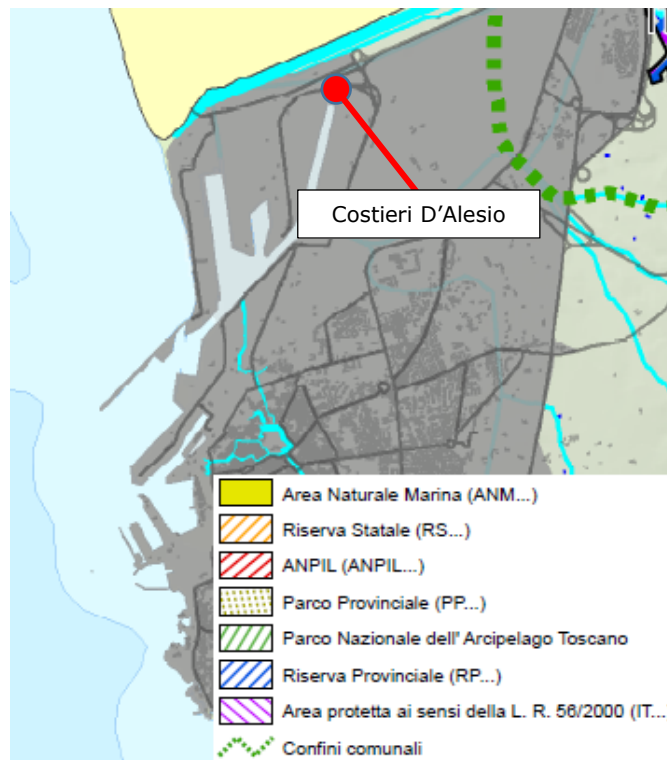 Costieri D'Alesio
Area Naturale Marina (ANM...)
Riserva Statale (RS...)
ANPIL (ANPIL...)
Parco Provinciale (PP...)
Parco Nazionale dell' Arcipelago Toscano
Riserva Provinciale (RP...)
Area protetta ai sensi della L. R. 56/2000 (IT...
Confini comunali